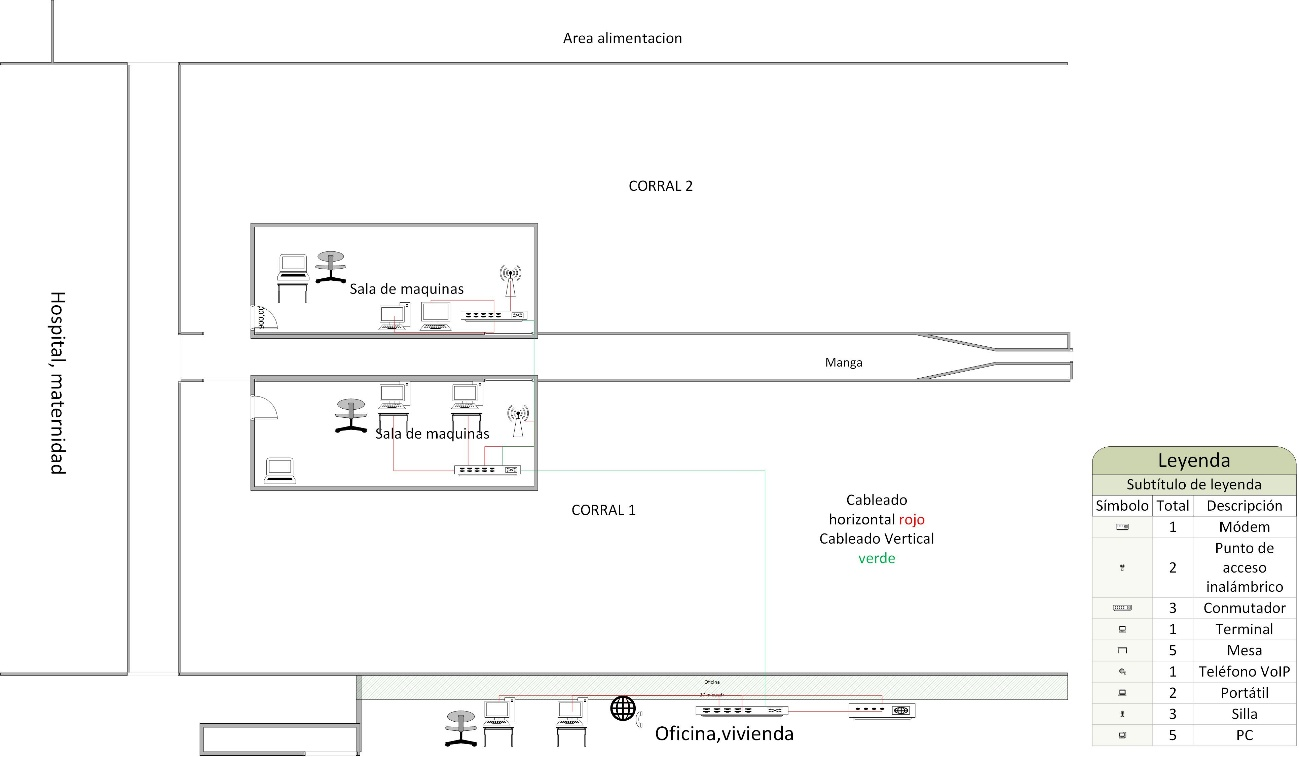 Area alimentacion
CORRAL 2
Sala de maquinas
Hospital, maternidad
Manga
Sala de maquinas
CORRAL 1
Cableado
horizontal rojo
Cableado Vertical
verde
Oficina
Oficina,vivienda
Leyenda
Subtítulo de leyenda
Símbolo Total Descripción
1 Módem
2 Punto de
acceso
inalámbrico
3 Conmutador
1 Terminal
5 Mesa
1 Teléfono VoIP
2 Portátil
3 Silla
5 PC